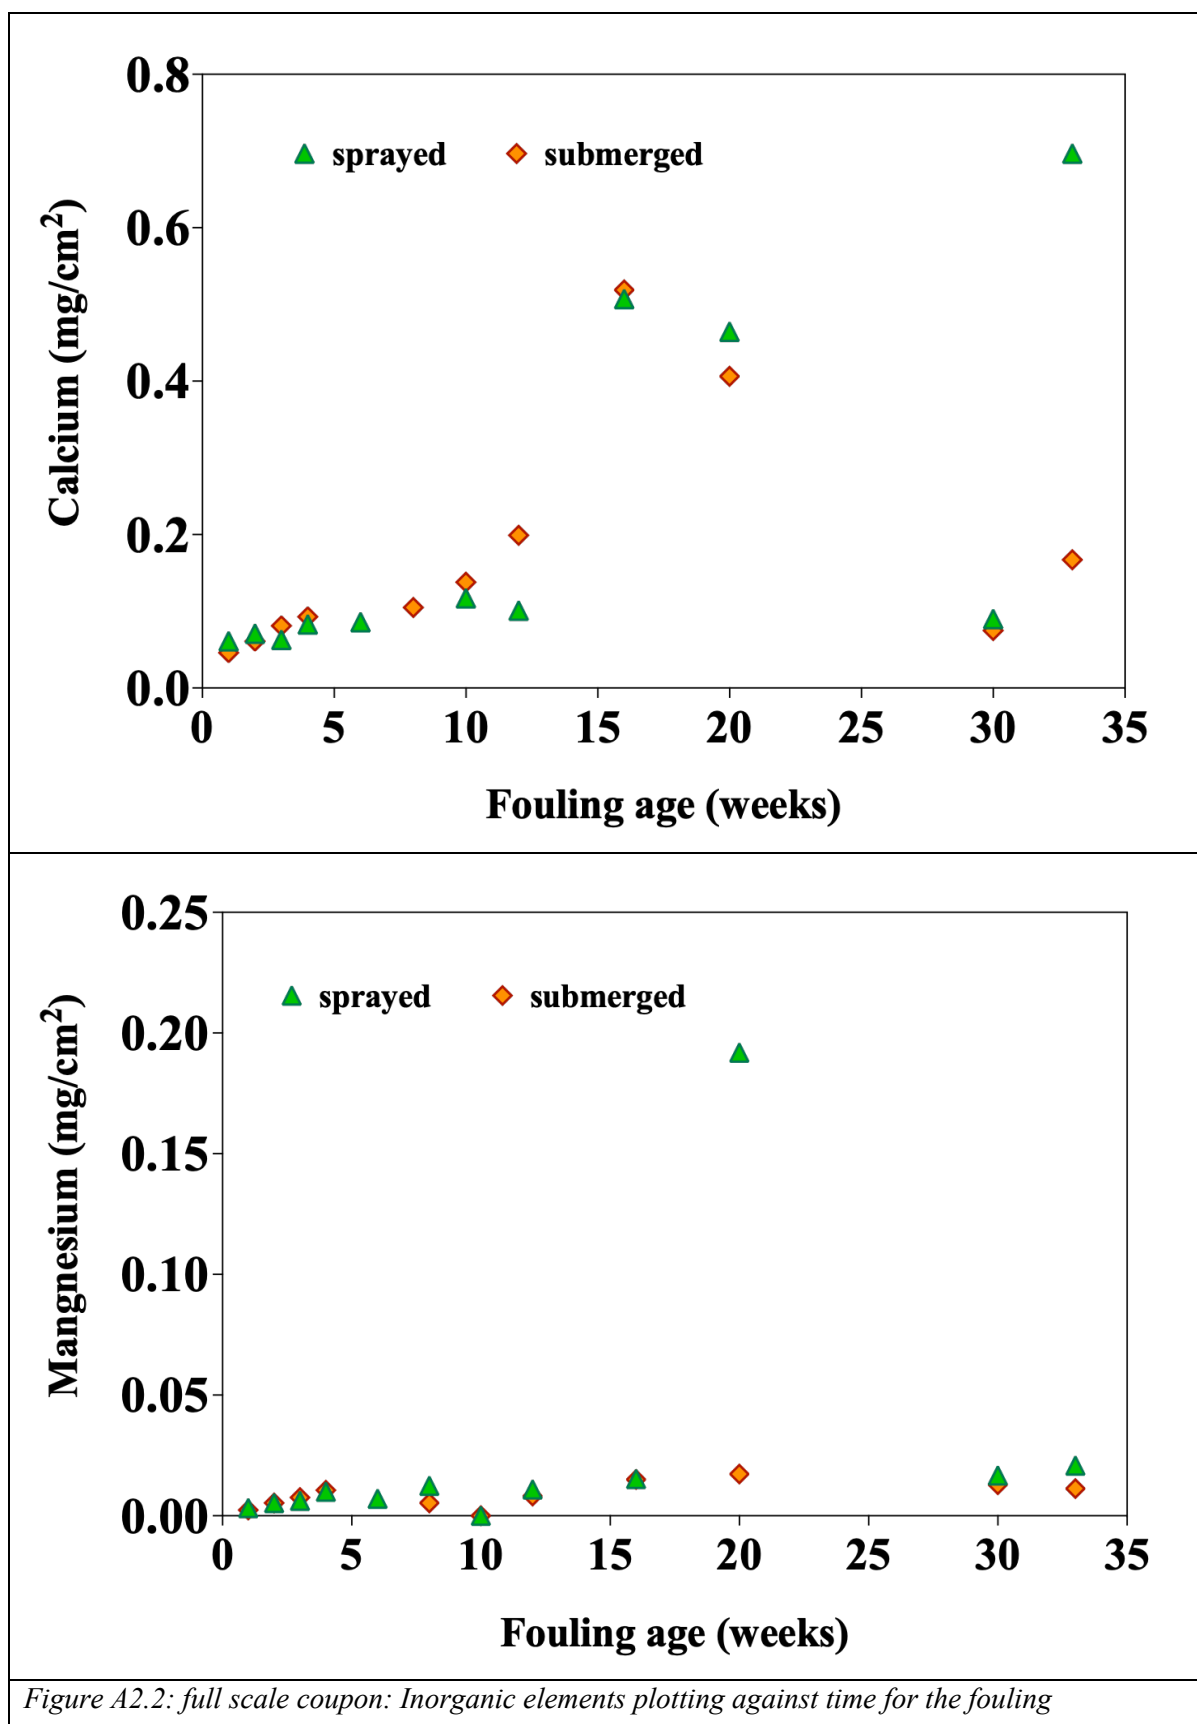 0.8
sprayed submerged
0.6
Calcium (mg/cm²)
0.4
0.2
0.0
0 5 10 15 20 25 30 35
Fouling age (weeks)
0.25
sprayed submerged
0.20
Mangnesium (mg/cm²)
0.15
0.10
0.05
0.00
0 5 10 15 20 25 30 35
Fouling age (weeks)
Figure A2.2: full scale coupon: Inorganic elements plotting against time for the fouling